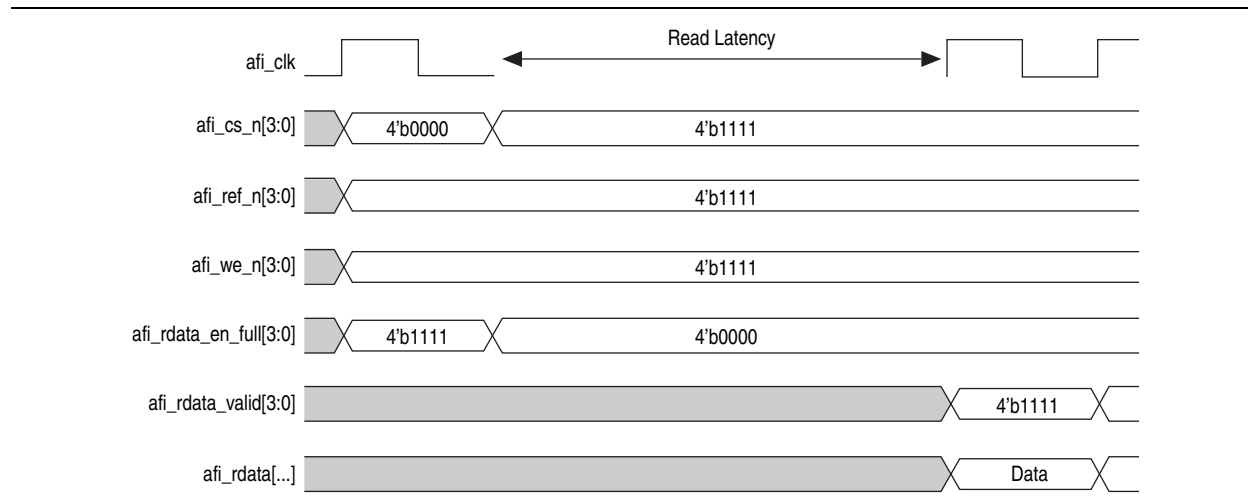 Read Latency
afi_clk
afi_cs_n[3:0] 4'b0000 4'b1111
afi_ref_n[3:0] 4'b1111
afi_we_n[3:0] 4'b1111
afi_rdata_en_full[3:0] 4'b1111 4'b0000
afi_rdata_valid[3:0] 4'b1111
afi_rdata[...] Data